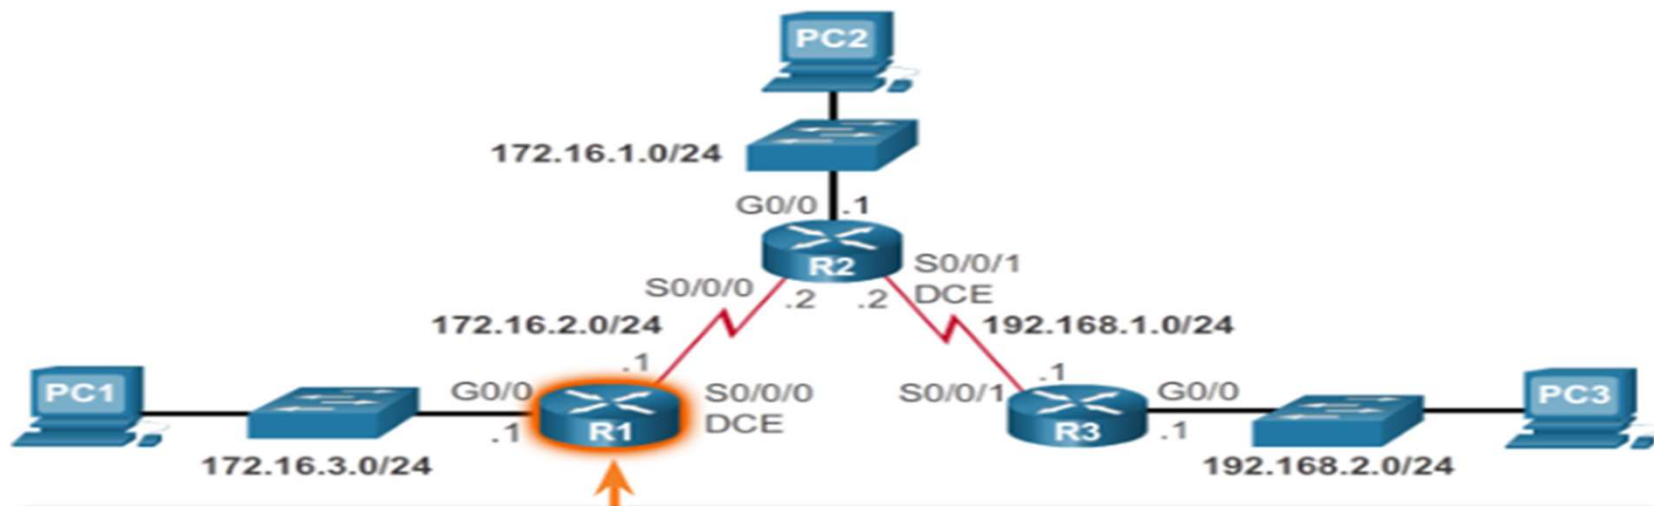 PC2
172.16.1.0/24
G0/0 .1
R2
S0/0/1
DCE
S0/0/0
.2 .2
172.16.2.0/24
192.168.1.0/24
.1
.1
PC1
G0/0
.1
R1
S0/0/0
DCE
S0/0/1
R3
G0/0
.1
PC3
172.16.3.0/24
192.168.2.0/24